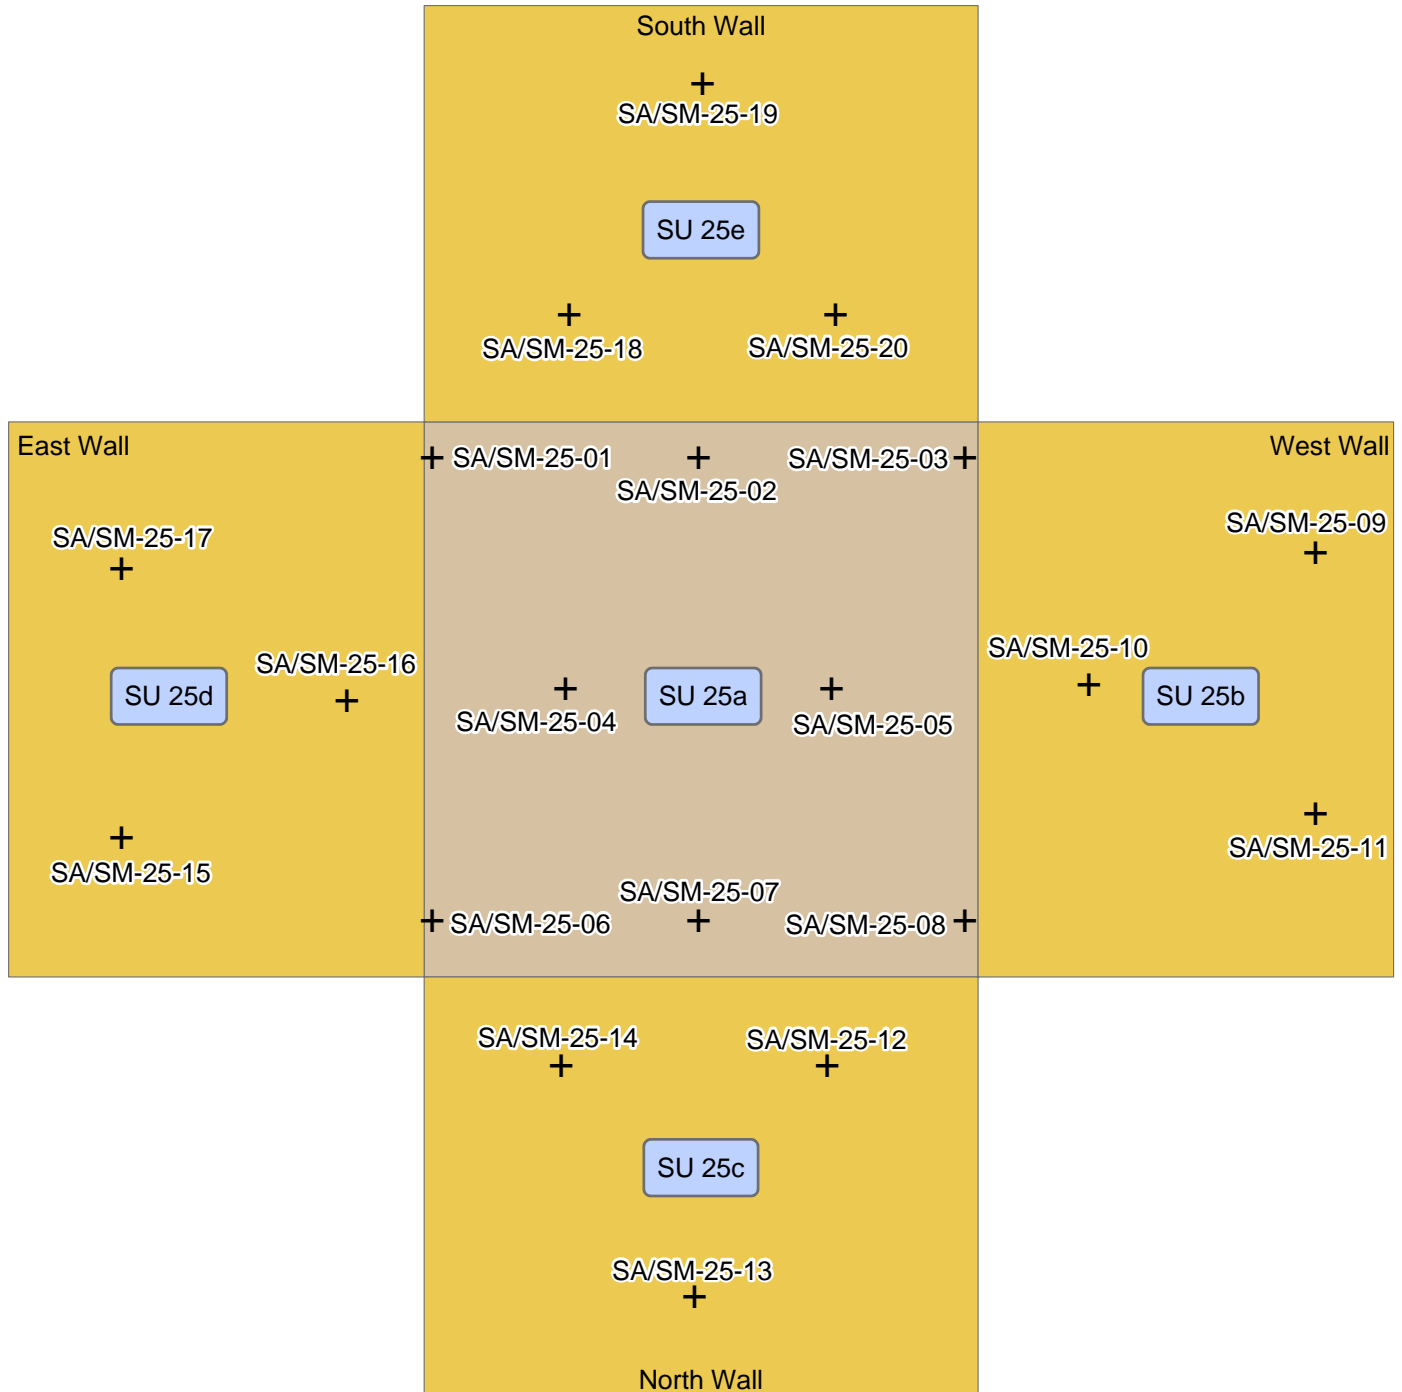 South Wall
SA/SM-25-19
SU 25e
SA/SM-25-18
SA/SM-25-20
East Wall
West Wall
SA/SM-25-01
SA/SM-25-03
SA/SM-25-02
SA/SM-25-17
SA/SM-25-09
SA/SM-25-16
SA/SM-25-10
SU 25d
SU 25a
SU 25b
SA/SM-25-04
SA/SM-25-05
SA/SM-25-11
SA/SM-25-15
SA/SM-25-07
SA/SM-25-06
SA/SM-25-08
SA/SM-25-14
SA/SM-25-12
SU 25c
SA/SM-25-13
North Wall